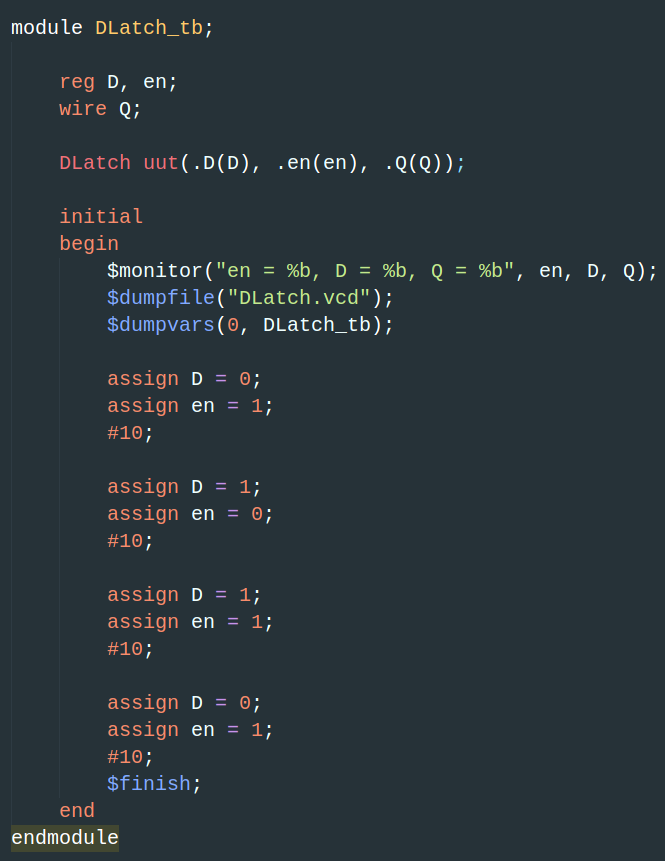 module DLatch_tb;
reg D, en;
wire Q;
DLatch uut(.D(D), .en(en), .Q(Q));
initial
begin
$monitor("en = %b, D = %b, Q = %b", en, D, Q);
$dumpfile("DLatch.vcd");
$dumpvars(0, DLatch_tb);
assign D = 0;
assign en = 1;
#10;
assign D = 1;
assign en = 0;
#10;
assign D = 1;
assign en = 1;
#10;
assign D = 0;
assign en = 1;
#10;
$finish;
end
endmodule